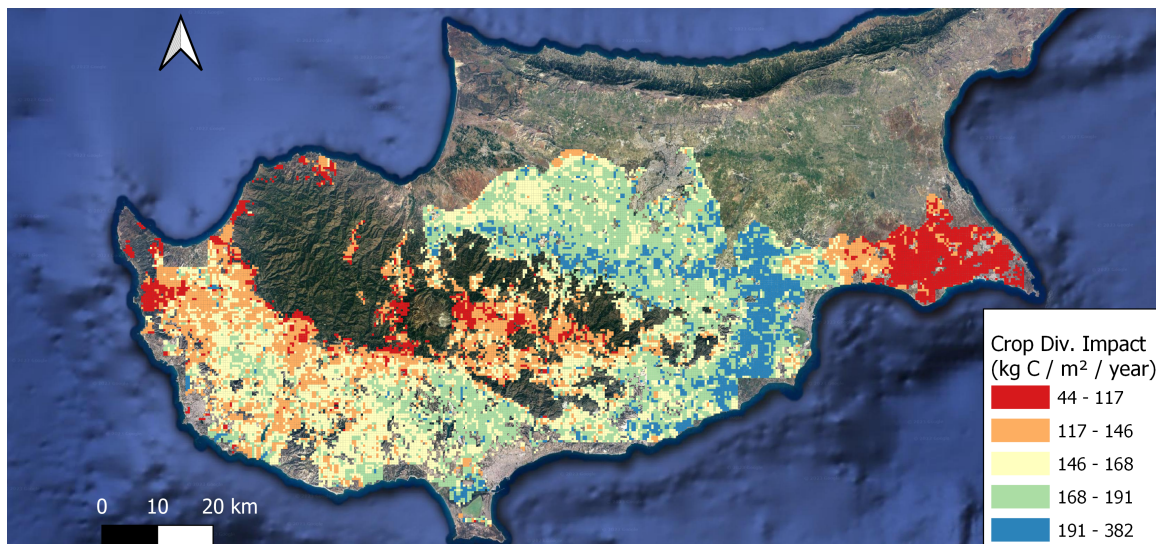 Crop Div. Impact
(kg C / m² / year)
44 - 117
117 - 146
146 - 168
168 - 191
191 - 382
0 10 20 km